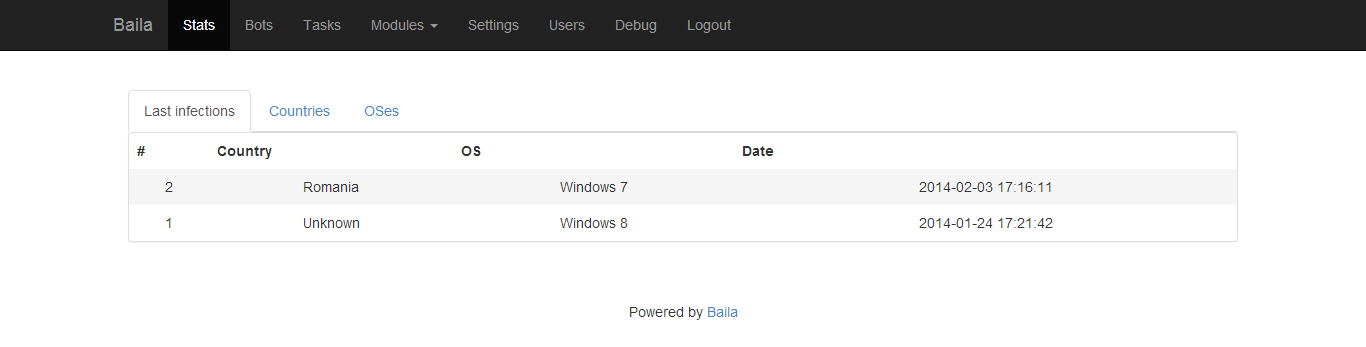 Baila Stats Bots Tasks Modules Settings Users Debug Logout
Last infections Countries OSes
# Country OS Date
2 Romania Windows 7 2014-02-03 17:16:11
1 Unknown Windows 8 2014-01-24 17:21:42
Powered by Baila